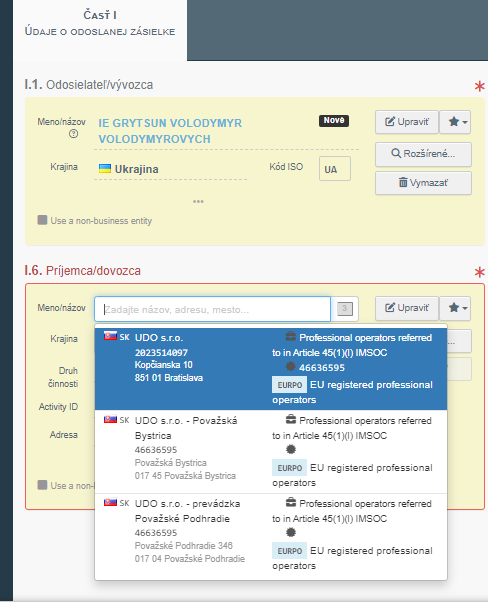 Časť I
Údaje o odoslanej zásielke
I.1. Odosielateľ/vývozca
*
Meno/názov
IE GRYTSUN VOLODYMYR
VOLODYMYROVYCH
Nové
Upraviť
Rozšírené...
Vymazať
Krajina
Ukrajina
Kód ISO
UA
•••
Use a non-business entity
I.6. Príjemca/dovozca
*
Meno/názov
Zadajte názov, adresu, mesto...
3
Upraviť
Krajina
...
Druh
činnosti
Activity ID
Adresa
Use a non-b
SK UDO s.r.o.
2023514097
Kopčianska 10
851 01 Bratislava
Professional operators referred
to in Article 45(1)(l) IMSOC
46636595
EURPO EU registered professional
operators
SK UDO s.r.o. - Považská
Bystrica
46636595
Považská Bystrica
017 45 Považská Bystrica
Professional operators referred
to in Article 45(1)(l) IMSOC
EURPO EU registered professional
operators
SK UDO s.r.o. - prevádzka
Považské Podhradie
46636595
Považské Podhradie 346
017 04 Považské Podhradie
Professional operators referred
to in Article 45(1)(l) IMSOC
EURPO EU registered professional
operators